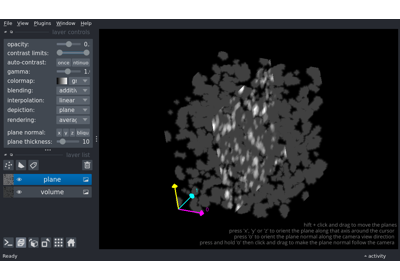 File View Plugins Window Help
layer controls
opacity: 0.
contrast limits:
auto-contrast: once
gamma: 1.
colormap: gr
blending: additiv
interpolation: linear
depiction: plane
rendering: averag
plane normal: x y z
plane thickness: 10
layer list
plane
volume
shift + click and drag to move the plane
press 'x', 'y' or 'z' to orient the plane along that axis around the cursor
press 'o' to orient the plane normal along the camera view direction
press and hold 'o' then click and drag to make the plane normal follow the camera
Ready activity